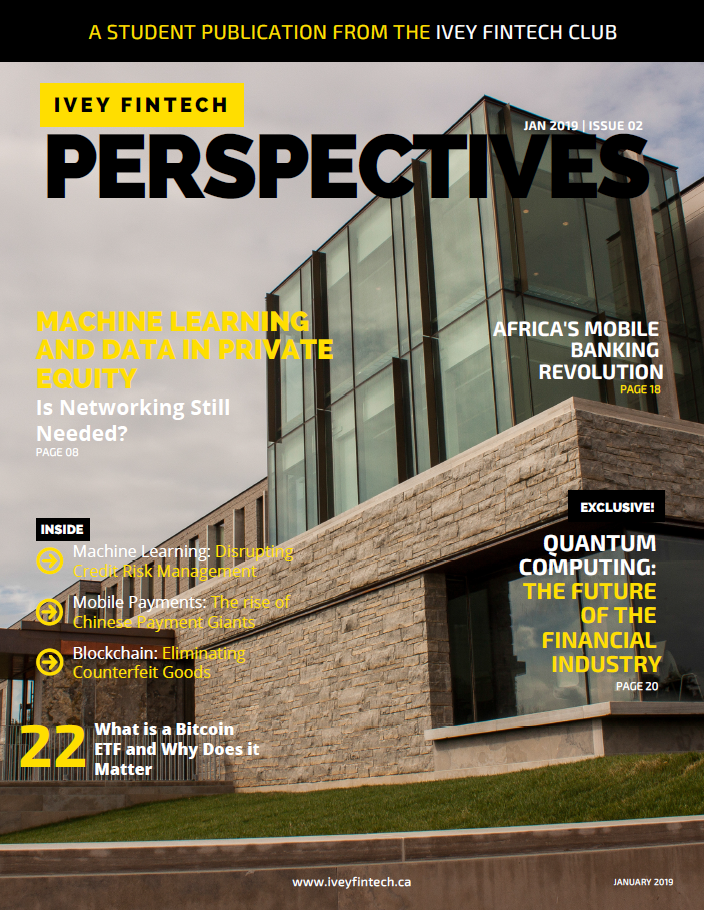 A STUDENT PUBLICATION FROM THE IVEY FINTECH CLUB
IVEY FINTECH
JAN 2019 | ISSUE 02
PERSPECTIVES
MACHINE LEARNING
AND DATA IN PRIVATE
EQUITY
Is Networking Still
Needed?
PAGE 08
AFRICA'S MOBILE
BANKING
REVOLUTION
PAGE 18
INSIDE
Machine Learning: Disrupting
Credit Risk Management
Mobile Payments: The rise of
Chinese Payment Giants
Blockchain: Eliminating
Counterfeit Goods
EXCLUSIVE!
QUANTUM
COMPUTING:
THE FUTURE
OF THE
FINANCIAL
INDUSTRY
PAGE 20
22
What is a Bitcoin
ETF and Why Does it
Matter
www.iveyfintech.ca
JANUARY 2019